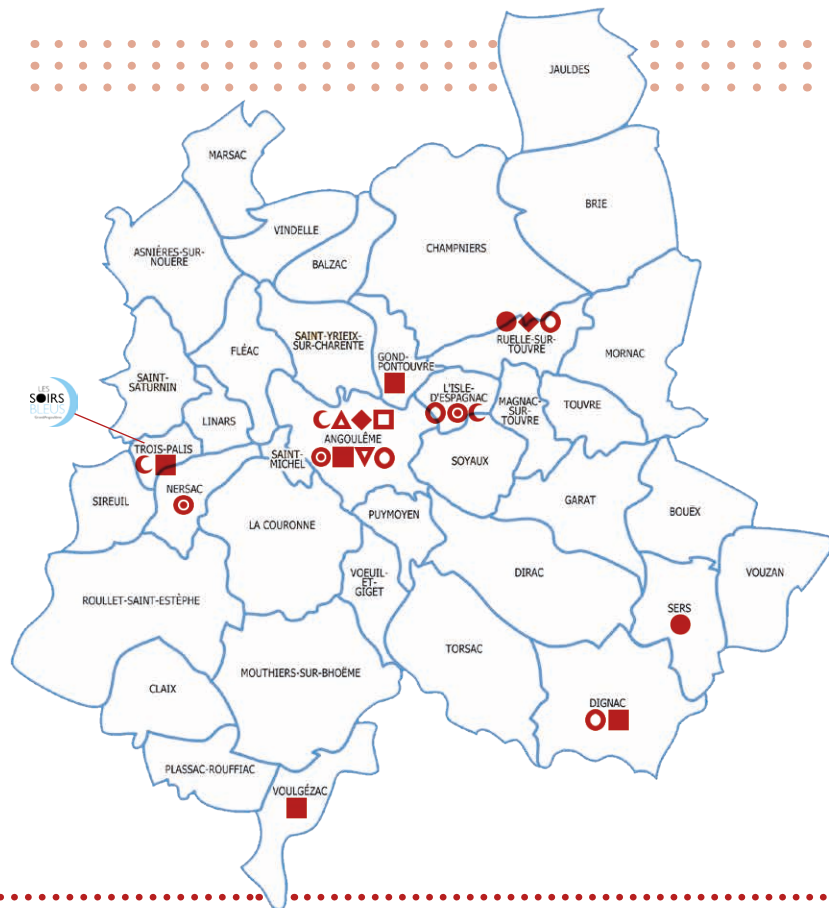 JAULDES
MARSAC
BRIE
VINDELLE
CHAMPNIERS
ASNIÈRES-SUR-
NOUÈRE
BALZAC
SAINT-YRIEIX-
SUR-CHARENTE
RUELLE-SUR-
TOUVRE
FLÉAC
GOND-
PONTOUVRE
MORNAC
SAINT-
SATURNIN
L'ISLE-
D'ESPAGNAC
MAGNAC-
SUR-
TOUVRE
TOUVRE
LES
SOIRS
BLEUS
LINARS
ANGOULÊME
TROIS-PALIS
SAINT-
MICHEL
SOYAUX
NERSAC
SIREUIL
GARAT
BOUËX
LA COURONNE
PUYMOYEN
VOEUIL-
ET-
GIGET
DIRAC
VOUZAN
ROULLET-SAINT-ESTÈPHE
SERS
TORSAC
MOUTHIERS-SUR-BHOËME
CLAIX
DIGNAC
PLASSAC-ROUFFIAC
VOULGÉZAC